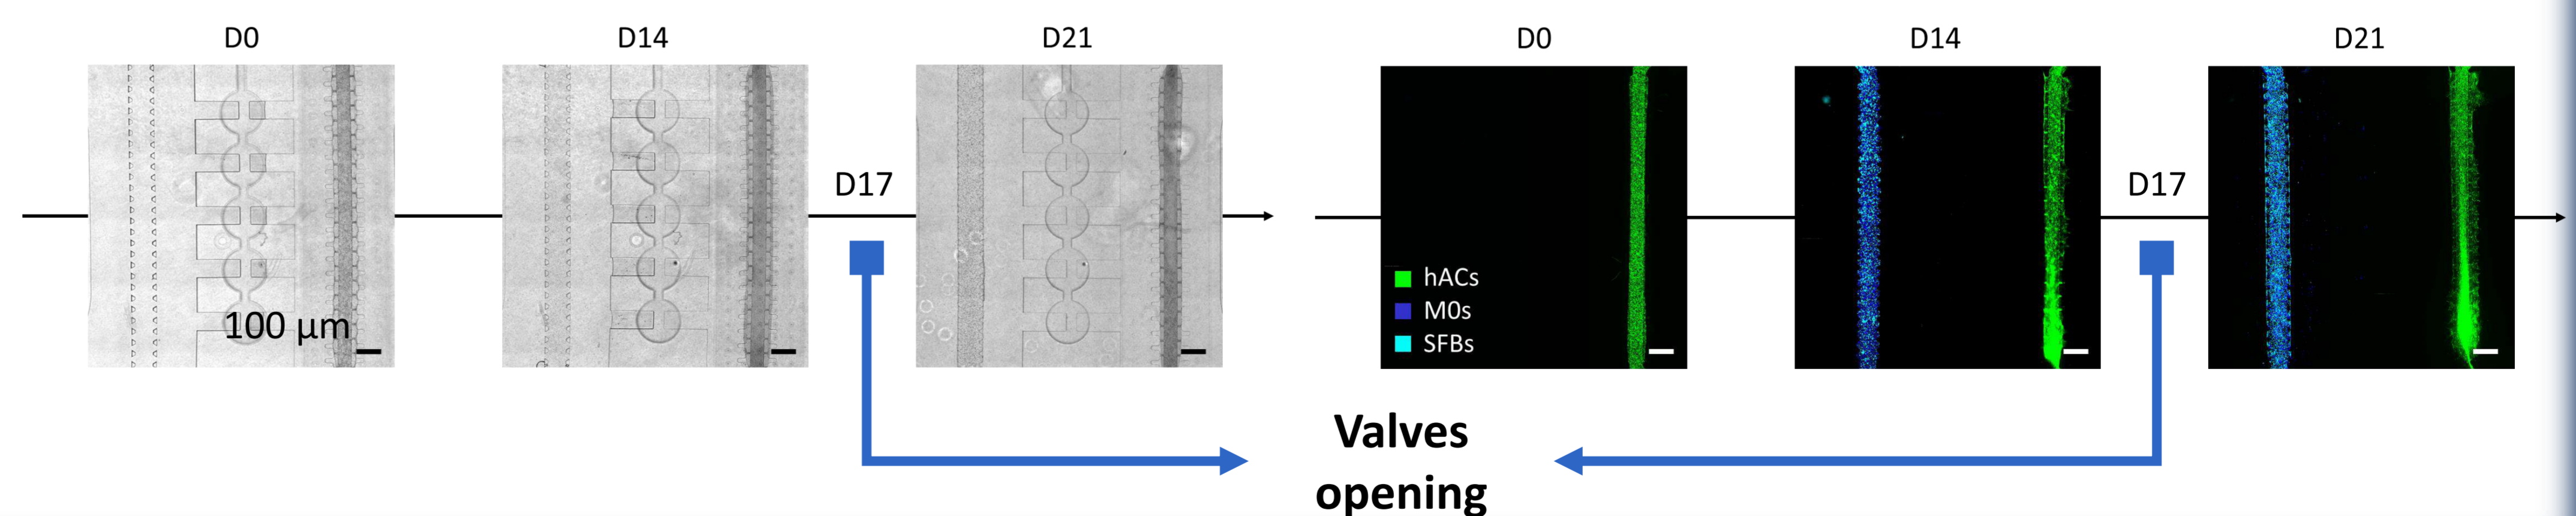 D0
D14
D21
D17
100 µm
D0
D14
D21
D17
hACs
M0s
SFBs
Valves
opening